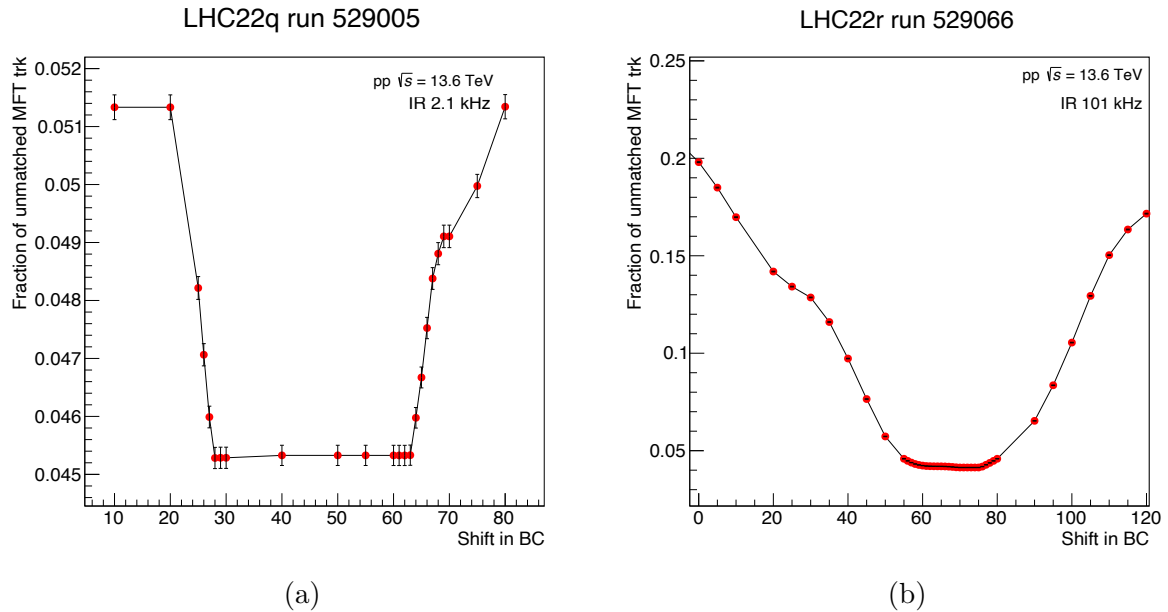 LHC22q run 529005
pp √s = 13.6 TeV
IR 2.1 kHz
Fraction of unmatched MFT trk
0.052
0.051
0.05
0.049
0.048
0.047
0.046
0.045
10 20 30 40 50 60 70 80
Shift in BC
(a)
LHC22r run 529066
pp √s = 13.6 TeV
IR 101 kHz
Fraction of unmatched MFT trk
0.25
0.2
0.15
0.1
0.05
0 20 40 60 80 100 120
Shift in BC
(b)